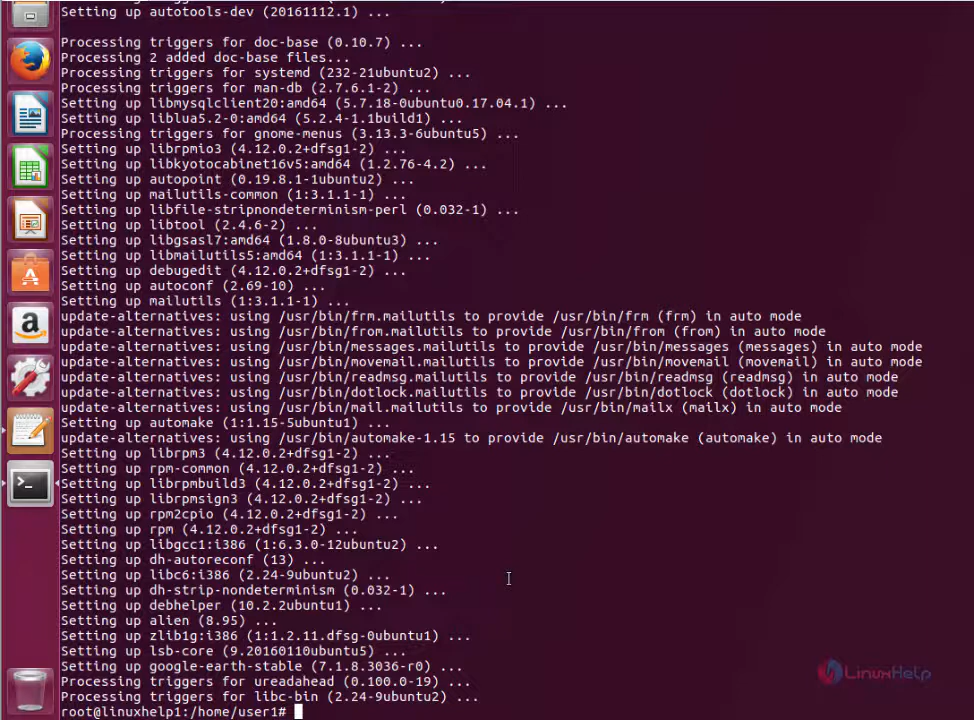 Setting up autotools-dev (20161112.1) ...
Processing triggers for doc-base (0.10.7) ...
Processing 2 added doc-base files...
Processing triggers for systemd (232-21ubuntu2) ...
Processing triggers for man-db (2.7.6.1-2) ...
Setting up libmysqlclient20:amd64 (5.7.18-0ubuntu0.17.04.1) ...
Setting up liblua5.2-0:amd64 (5.2.4-1.1build1) ...
Processing triggers for gnome-menus (3.13.3-6ubuntu5) ...
Setting up librpmio3 (4.12.0.2+dfsg1-2) ...
Setting up libkyotocabinet16v5:amd64 (1.2.76-4.2) ...
Setting up autopoint (0.19.8.1-1ubuntu2) ...
Setting up mailutils-common (1:3.1.1-1) ...
Setting up libfile-stripnondeterminism-perl (0.032-1) ...
Setting up libtool (2.4.6-2) ...
Setting up libgsasl7:amd64 (1.8.0-8ubuntu3) ...
Setting up libmailutils5:amd64 (1:3.1.1-1) ...
Setting up debugedit (4.12.0.2+dfsg1-2) ...
Setting up autoconf (2.69-10) ...
Setting up mailutils (1:3.1.1-1) ...
update-alternatives: using /usr/bin/frm.mailutils to provide /usr/bin/frm (frm) in auto mode
update-alternatives: using /usr/bin/from.mailutils to provide /usr/bin/from (from) in auto mode
update-alternatives: using /usr/bin/messages.mailutils to provide /usr/bin/messages (messages) in auto mode
update-alternatives: using /usr/bin/movemail.mailutils to provide /usr/bin/movemail (movemail) in auto mode
update-alternatives: using /usr/bin/readmsg.mailutils to provide /usr/bin/readmsg (readmsg) in auto mode
update-alternatives: using /usr/bin/dotlock.mailutils to provide /usr/bin/dotlock (dotlock) in auto mode
update-alternatives: using /usr/bin/mail.mailutils to provide /usr/bin/mailx (mailx) in auto mode
Setting up automake (1:1.15-5ubuntu1) ...
update-alternatives: using /usr/bin/automake-1.15 to provide /usr/bin/automake (automake) in auto mode
Setting up librpm3 (4.12.0.2+dfsg1-2) ...
Setting up rpm-common (4.12.0.2+dfsg1-2) ...
Setting up librpmbuild3 (4.12.0.2+dfsg1-2) ...
Setting up librpmsign3 (4.12.0.2+dfsg1-2) ...
Setting up rpm2cpio (4.12.0.2+dfsg1-2) ...
Setting up rpm (4.12.0.2+dfsg1-2) ...
Setting up libgcc1:i386 (1:6.3.0-12ubuntu2) ...
Setting up dh-autoreconf (13) ...
Setting up libc6:i386 (2.24-9ubuntu2) ...
Setting up dh-strip-nondeterminism (0.032-1) ...
Setting up debhelper (10.2.2ubuntu1) ...
Setting up alien (8.95) ...
Setting up zlib1g:i386 (1:1.2.11.dfsg-0ubuntu1) ...
Setting up lsb-core (9.20160110ubuntu5) ...
Setting up google-earth-stable (7.1.8.3036-r0) ...
Processing triggers for ureadahead (0.100.0-19) ...
Processing triggers for libc-bin (2.24-9ubuntu2) ...
root@linuxhelp1:/home/user1#
LinuxHelp